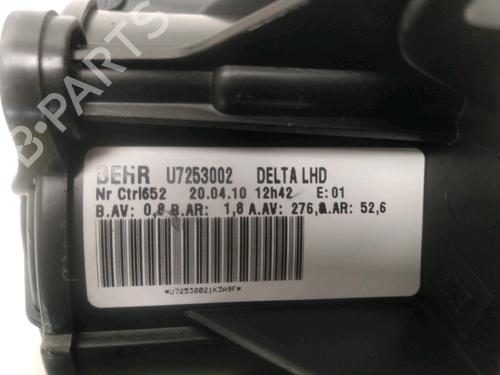 B-PARTS
BEHR U7253002 DELTA LHD
Nr Ctrl652 20.04.10 12h42 E:01
B.AV: 0,8 B.AR: 1,8 A.AV: 276, A.AR: 52,6
*U72530021K3A9F*
B-PARTS